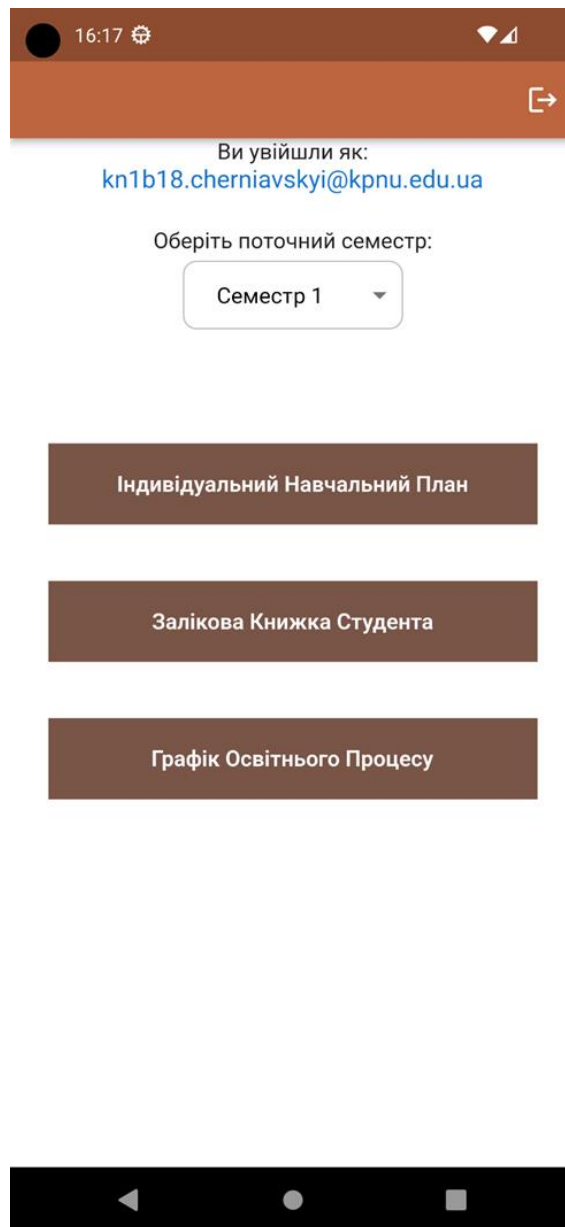 16:17
Ви увійшли як:
kn1b18.cherniavskyi@kpnu.edu.ua
Оберіть поточний семестр:
Семестр 1
Індивідуальний Навчальний План
Залікова Книжка Студента
Графік Освітнього Процесу